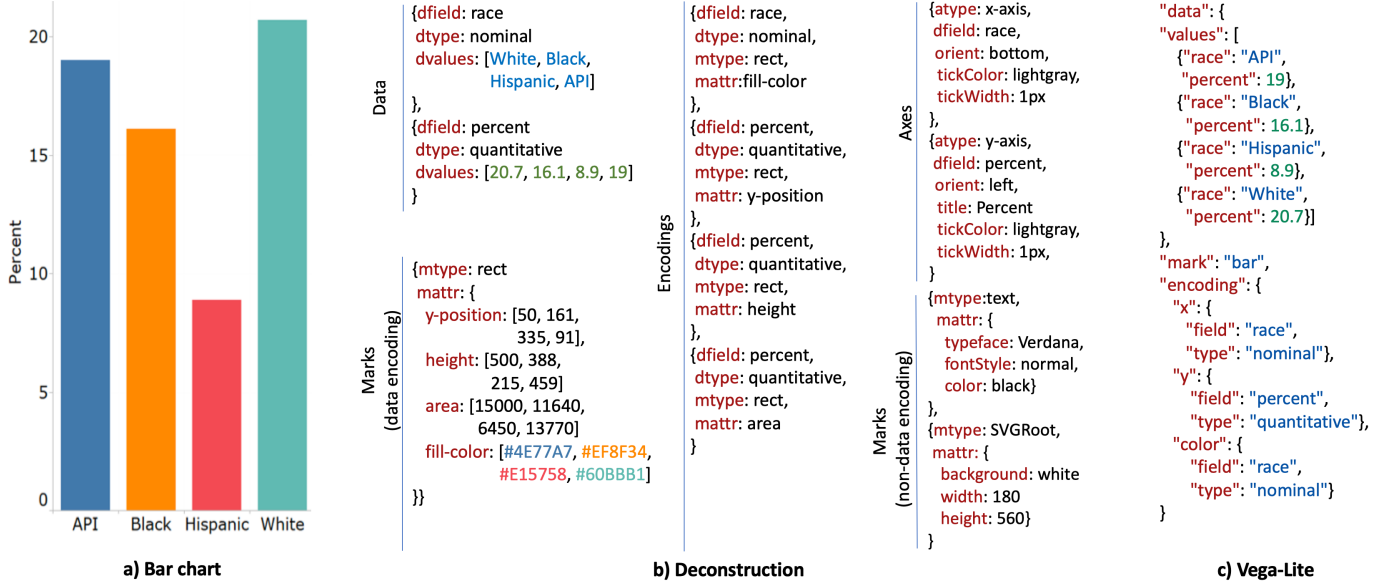 20
15
10
5
0
Percent
API Black Hispanic White
a) Bar chart
Data
{dfield: race
dtype: nominal
dvalues: [White, Black,
Hispanic, API]
},
{dfield: percent
dtype: quantitative
dvalues: [20.7, 16.1, 8.9, 19]
}
Marks
(data encoding)
{mtype: rect
mattr: {
y-position: [50, 161,
335, 91],
height: [500, 388,
215, 459]
area: [15000, 11640,
6450, 13770]
fill-color: [#4E77A7, #EF8F34,
#E15758, #60BBB1]
}}
Encodings
{dfield: race,
dtype: nominal,
mtype: rect,
mattr:fill-color
},
{dfield: percent,
dtype: quantitative,
mtype: rect,
mattr: y-position
},
{dfield: percent,
dtype: quantitative,
mtype: rect,
mattr: height
},
{dfield: percent,
dtype: quantitative,
mtype: rect,
mattr: area
}
Axes
{atype: x-axis,
dfield: race,
orient: bottom,
tickColor: lightgray,
tickWidth: 1px
},
{atype: y-axis,
dfield: percent,
orient: left,
title: Percent
tickColor: lightgray,
tickWidth: 1px,
}
Marks
(non-data encoding)
{mtype:text,
mattr: {
typeface: Verdana,
fontStyle: normal,
color: black}
},
{mtype: SVGRoot,
mattr: {
background: white
width: 180
height: 560}
}
b) Deconstruction
"data": {
"values": [
{"race": "API",
"percent": 19},
{"race": "Black",
"percent": 16.1},
{"race": "Hispanic",
"percent": 8.9},
{"race": "White",
"percent": 20.7}]
},
"mark": "bar",
"encoding": {
"x": {
"field": "race",
"type": "nominal"},
"y": {
"field": "percent",
"type": "quantitative"},
"color": {
"field": "race",
"type": "nominal"}
}
c) Vega-Lite